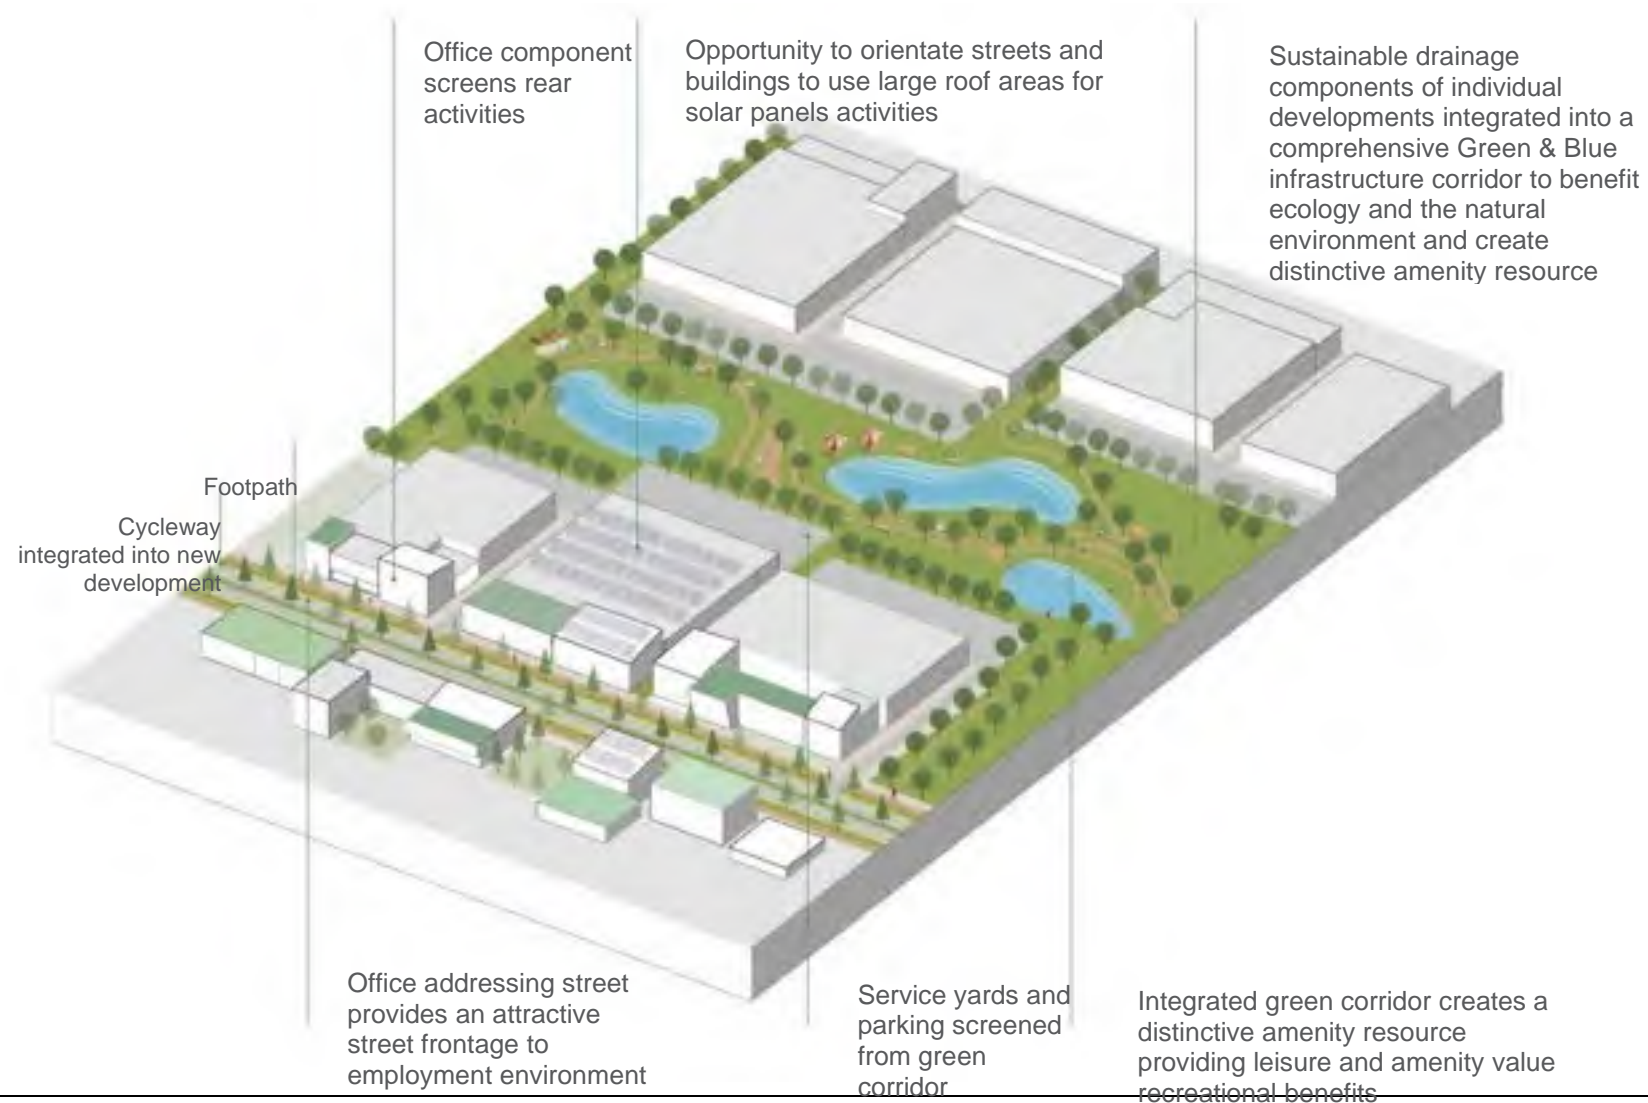 Office component
screens rear
activities
Opportunity to orientate streets and
buildings to use large roof areas for
solar panels activities
Sustainable drainage
components of individual
developments integrated into a
comprehensive Green & Blue
infrastructure corridor to benefit
ecology and the natural
environment and create
distinctive amenity resource
Footpath
Cycleway
integrated into new
development
Office addressing street
provides an attractive
street frontage to
employment environment
Service yards and
parking screened
from green
corridor
Integrated green corridor creates a
distinctive amenity resource
providing leisure and amenity value
recreational benefits